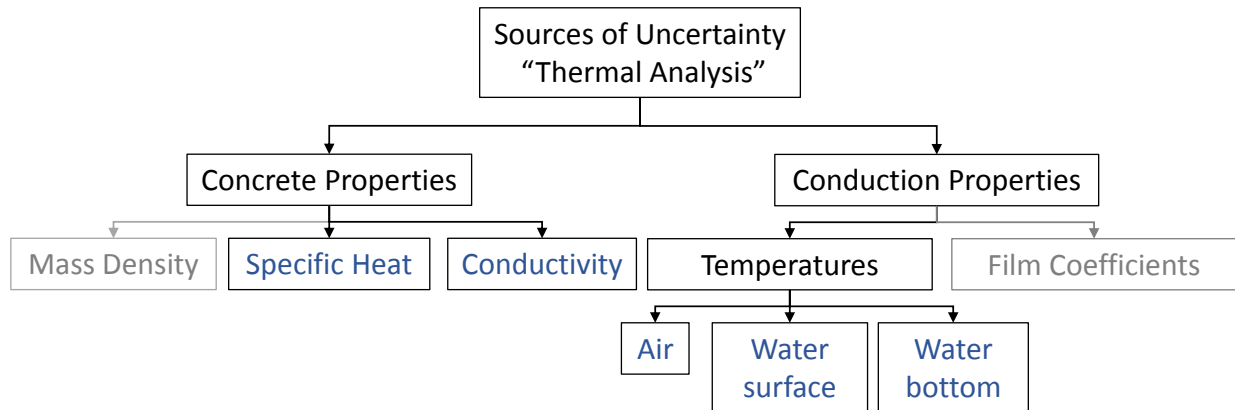 Sources of Uncertainty
“Thermal Analysis”
Concrete Properties
Conduction Properties
Mass Density
Specific Heat
Conductivity
Temperatures
Film Coefficients
Air
Water
surface
Water
bottom